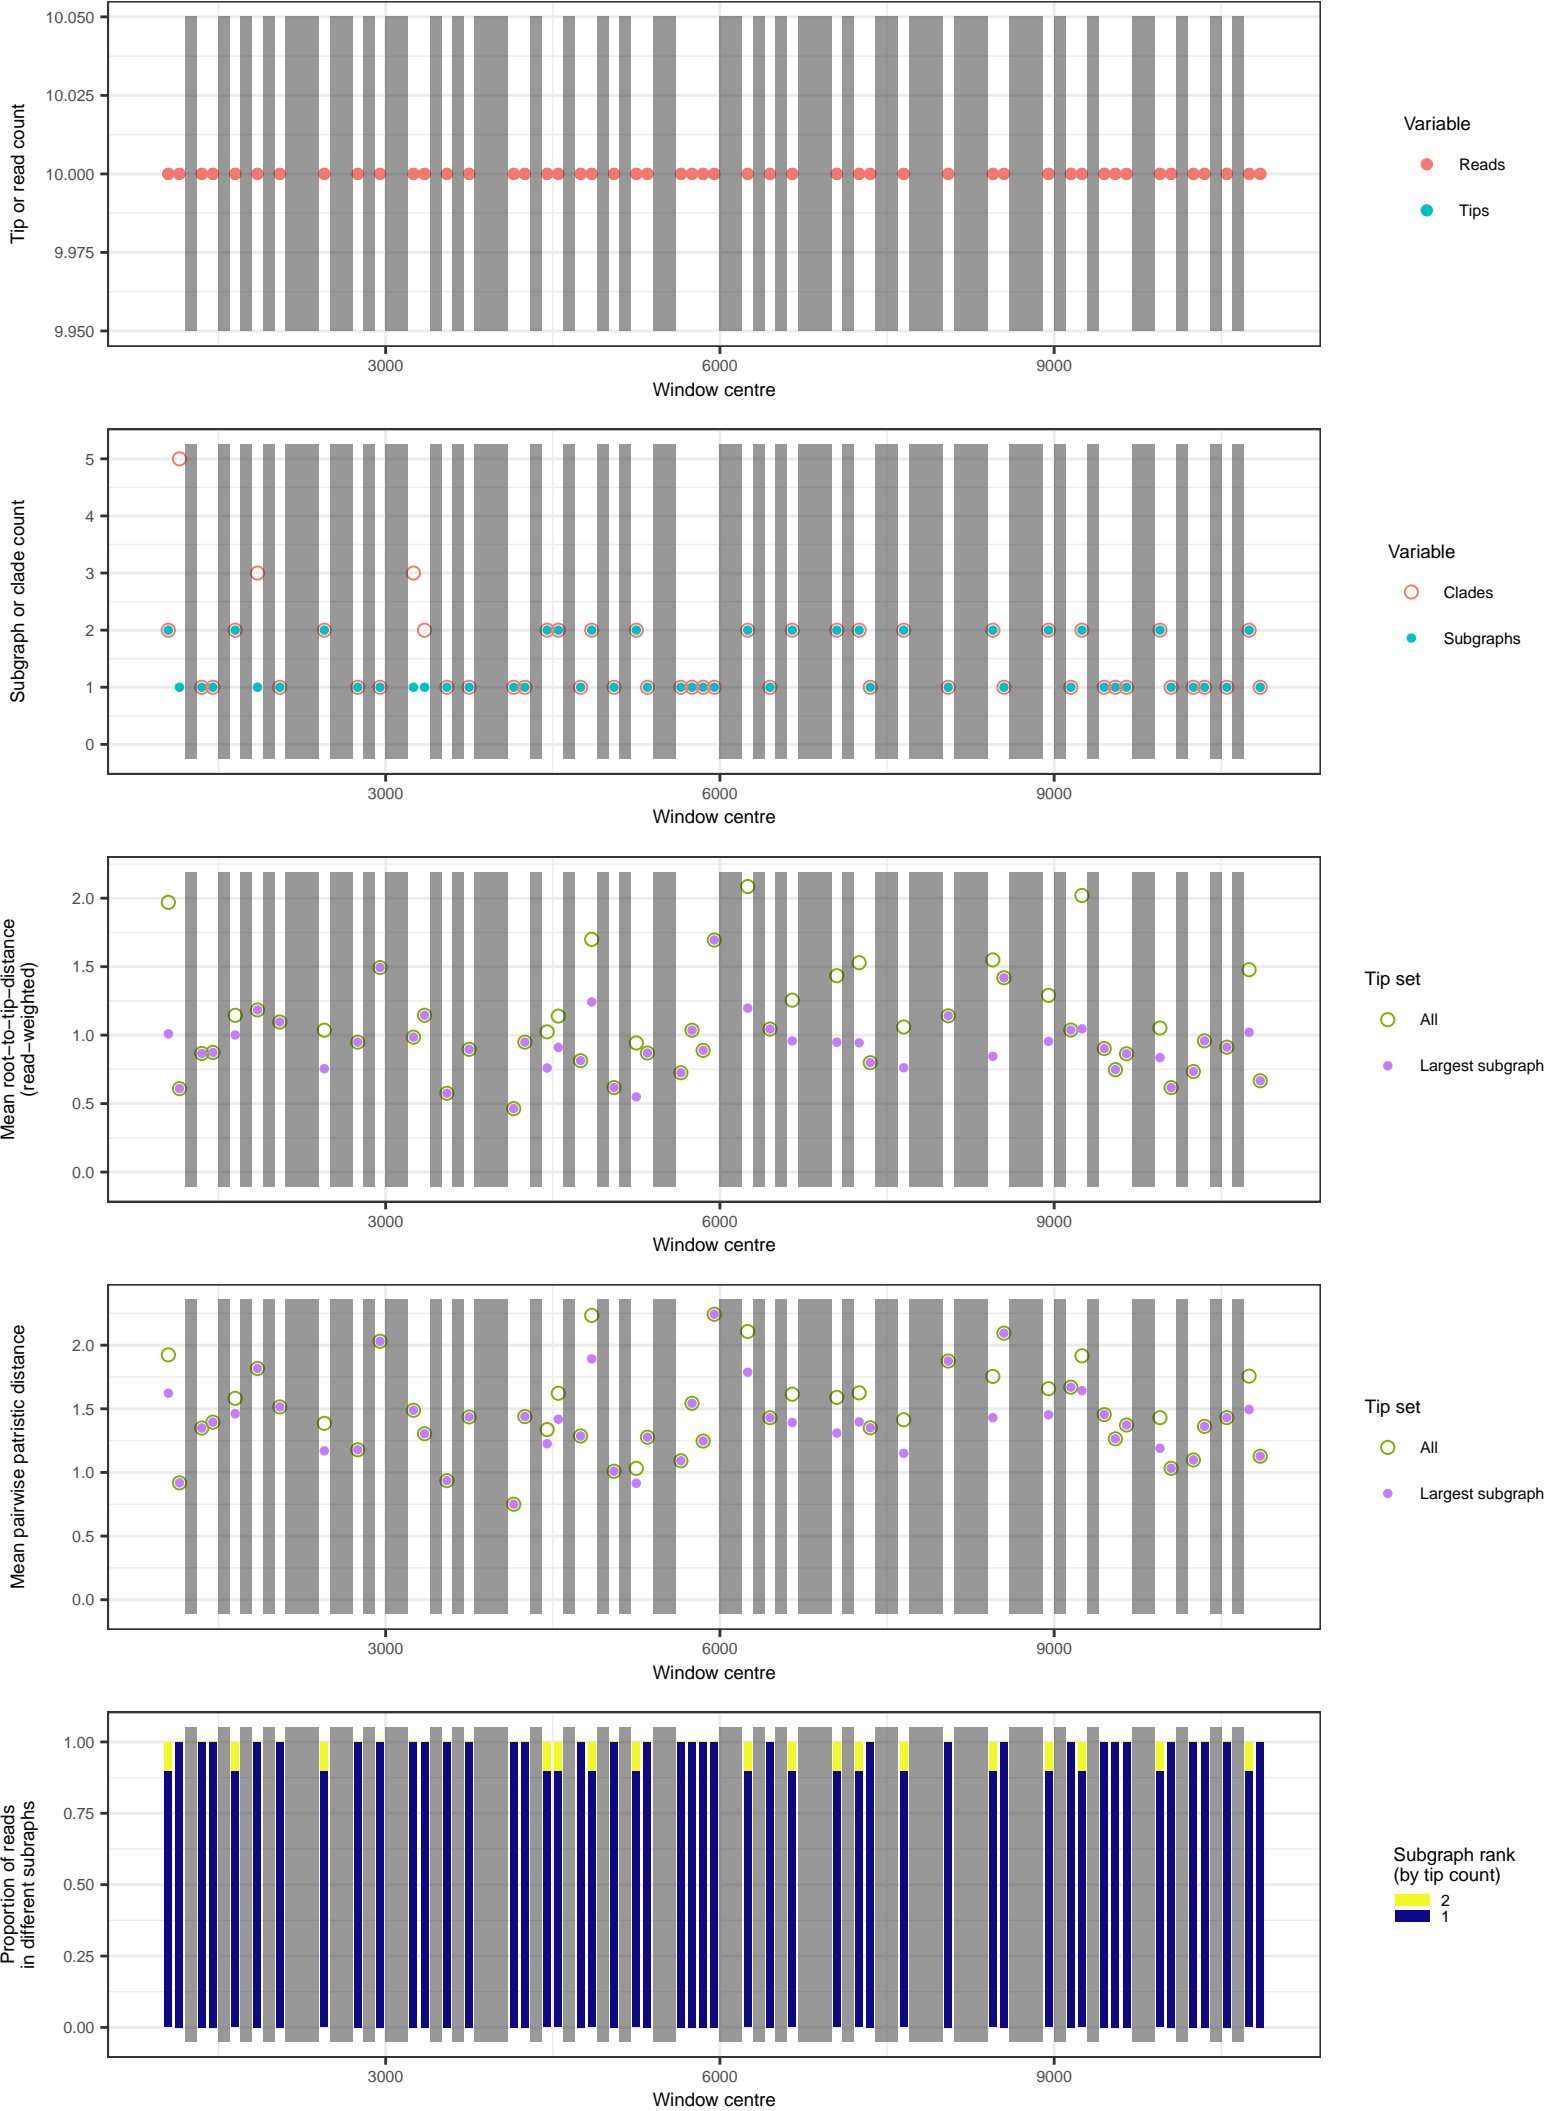 10.050
10.025
10.000
9.975
9.950
Tip or read count
3000
6000
9000
Window centre
Variable
Reads
Tips
5
4
3
2
1
0
Subgraph or clade count
3000
6000
9000
Window centre
Variable
Clades
Subgraphs
2.0
1.5
1.0
0.5
0.0
Mean root−to−tip−distance
(read−weighted)
3000
6000
9000
Window centre
Tip set
All
Largest subgraph
2.0
1.5
1.0
0.5
0.0
Mean pairwise patristic distance
3000
6000
9000
Window centre
Tip set
All
Largest subgraph
1.00
0.75
0.50
0.25
0.00
Proportion of reads
in different subraphs
3000
6000
9000
Window centre
Subgraph rank
(by tip count)
2
1